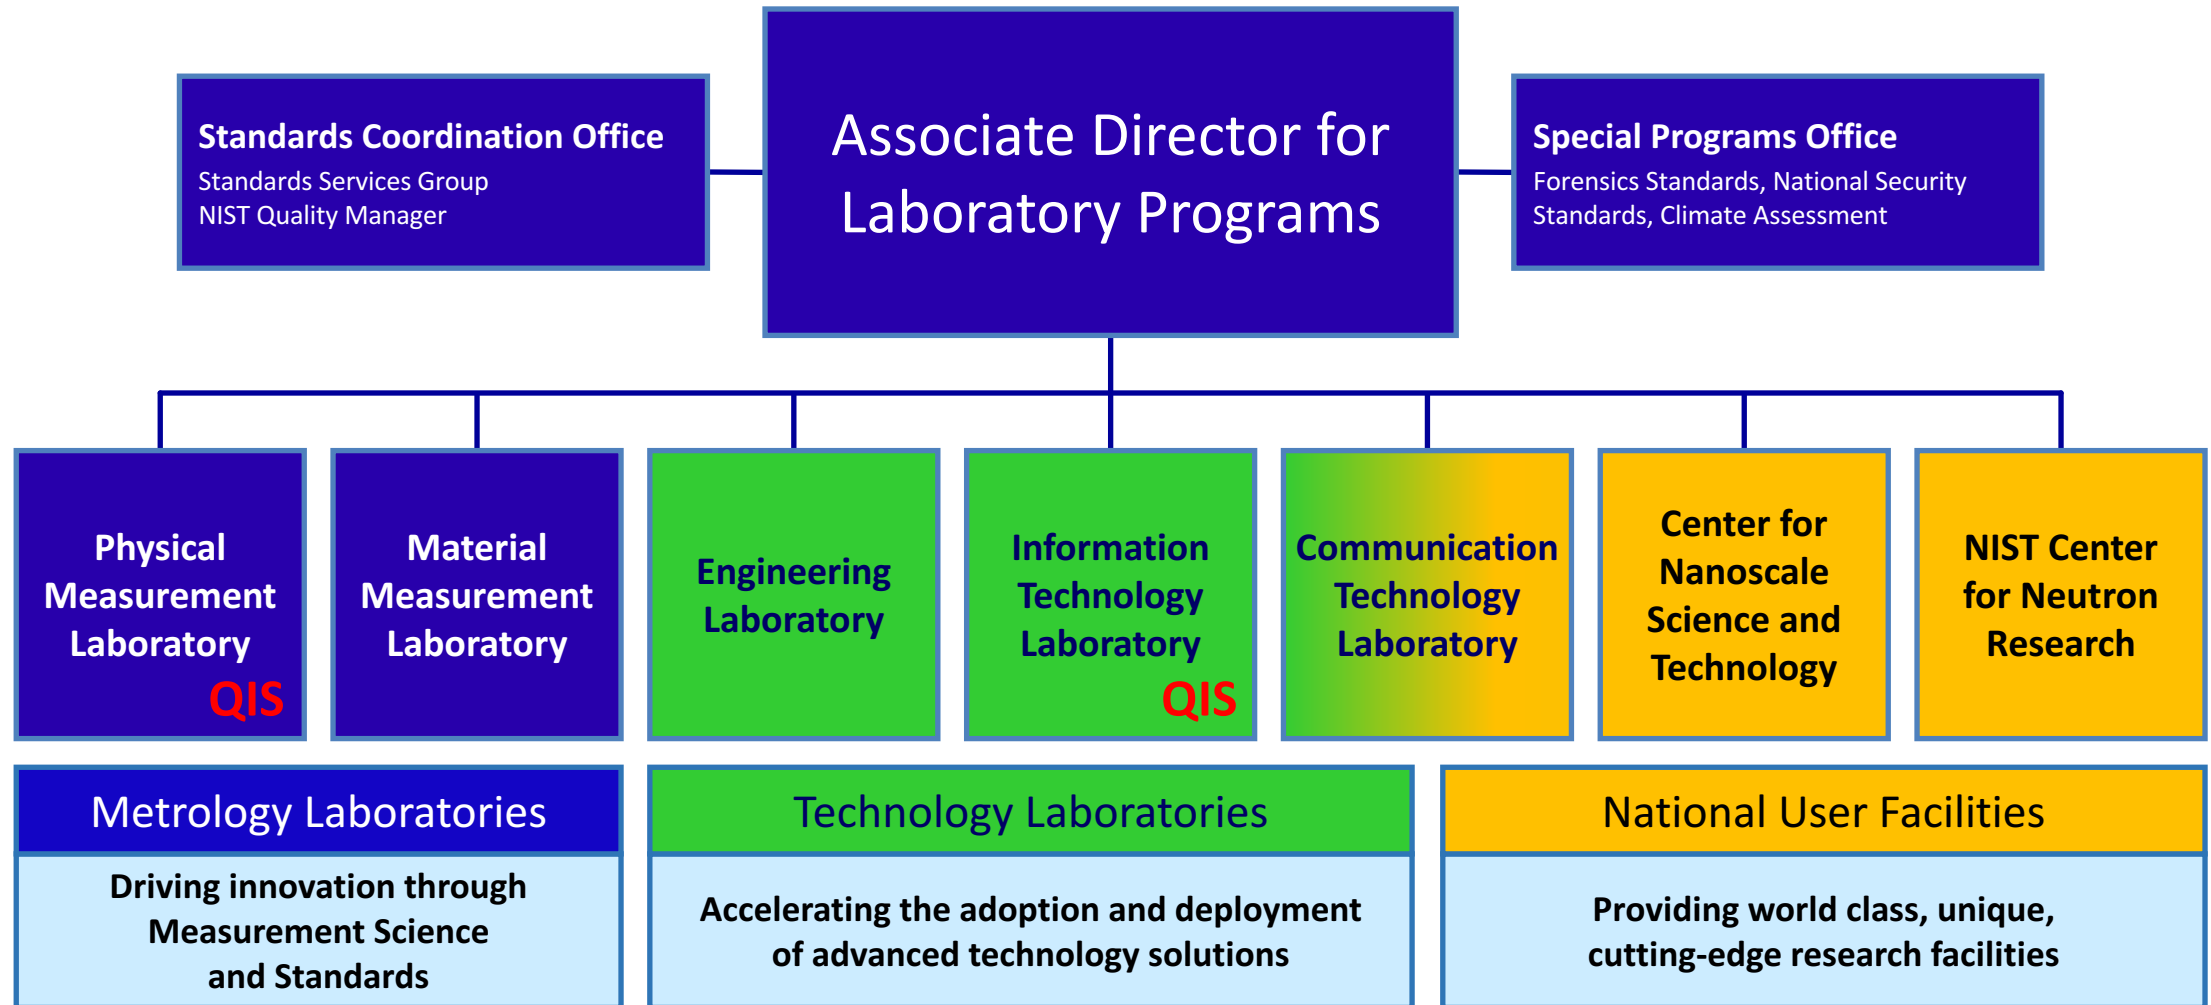 Associate Director for
Laboratory Programs
Standards Coordination Office
Standards Services Group
NIST Quality Manager
Special Programs Office
Forensics Standards, National Security
Standards, Climate Assessment
Physical
Measurement
Laboratory
QIS
Material
Measurement
Laboratory
Engineering
Laboratory
Information
Technology
Laboratory
QIS
Communication
Technology
Laboratory
Center for
Nanoscale
Science and
Technology
NIST Center
for Neutron
Research
Metrology Laboratories
Driving innovation through
Measurement Science
and Standards
Technology Laboratories
Accelerating the adoption and deployment
of advanced technology solutions
National User Facilities
Providing world class, unique,
cutting-edge research facilities